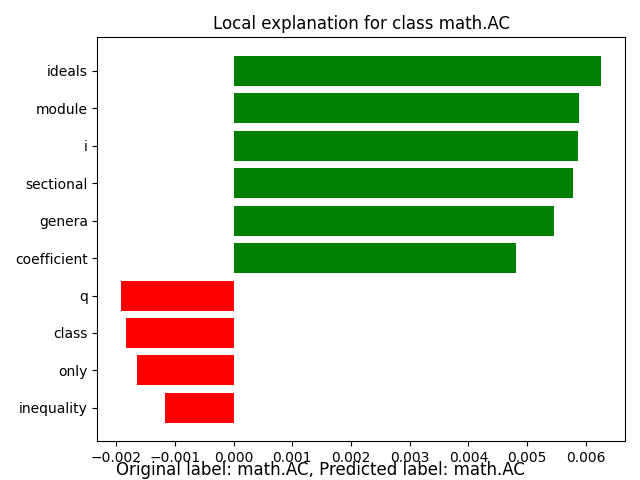 Local explanation for class math.AC
ideals
module
i
sectional
genera
coefficient
q
class
only
inequality
−0.002 −0.001 0.000 0.001 0.002 0.003 0.004 0.005 0.006
Original label: math.AC, Predicted label: math.AC